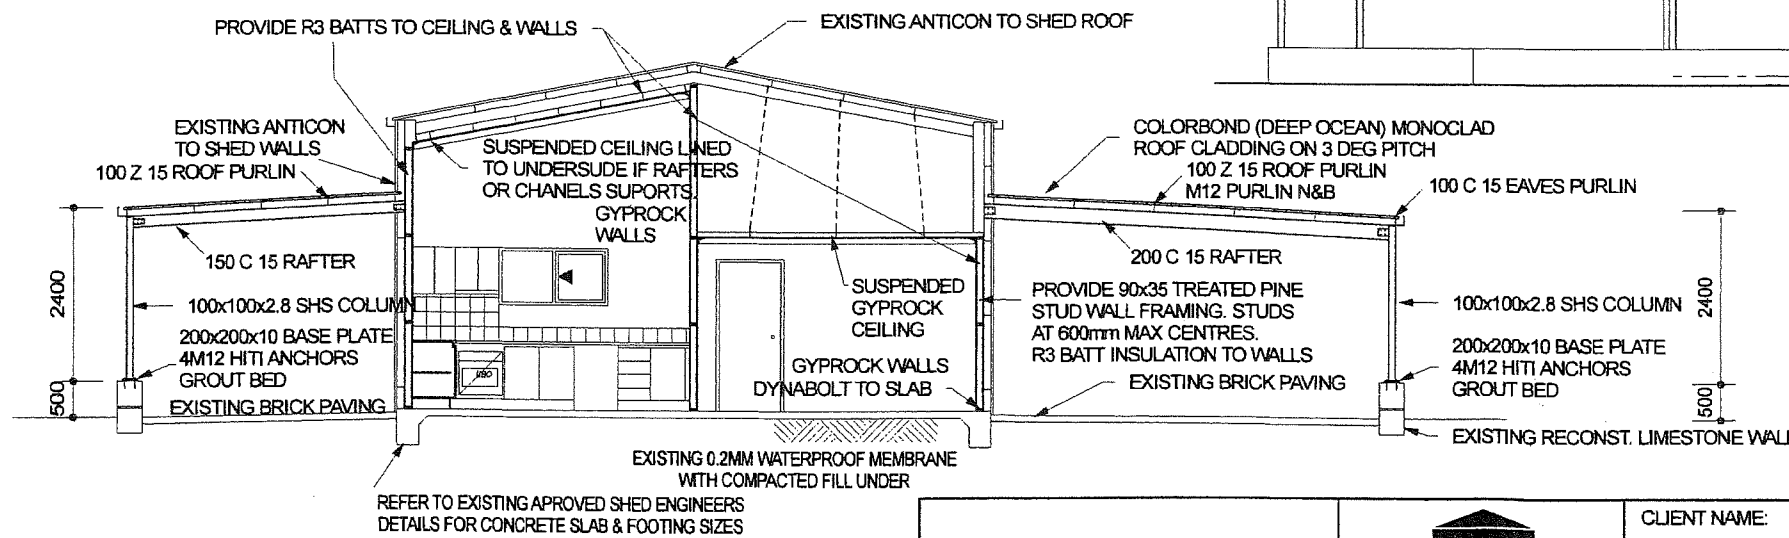 PROVIDE R3 BATTS TO CEILING & WALLS
EXISTING ANTICON TO SHED ROOF
EXISTING ANTICON
TO SHED WALLS
100 Z 15 ROOF PURLIN
SUSPENDED CEILING LINED
TO UNDERSUDE IF RAFTERS
OR CHANELS SUPORTS.
GYPROCK
WALLS
COLORBOND (DEEP OCEAN) MONOCLAD
ROOF CLADDING ON 3 DEG PITCH
100 Z 15 ROOF PURLIN
M12 PURLIN N&B
100 C 15 EAVES PURLIN
150 C 15 RAFTER
200 C 15 RAFTER
2400
100x100x2.8 SHS COLUMN
200x200x10 BASE PLATE
4M12 HITI ANCHORS
GROUT BED
500
EXISTING BRICK PAVING
SUSPENDED
GYPROCK
CEILING
GYPROCK WALLS
DYNABOLT TO SLAB
PROVIDE 90x35 TREATED PINE
STUD WALL FRAMING. STUDS
AT 600mm MAX CENTRES.
R3 BATT INSULATION TO WALLS
EXISTING BRICK PAVING
100x100x2.8 SHS COLUMN
2400
200x200x10 BASE PLATE
4M12 HITI ANCHORS
GROUT BED
500
EXISTING RECONST. LIMESTONE WALL
EXISTING 0.2MM WATERPROOF MEMBRANE
WITH COMPACTED FILL UNDER
REFER TO EXISTING APROVED SHED ENGINEERS
DETAILS FOR CONCRETE SLAB & FOOTING SIZES
CLIENT NAME: